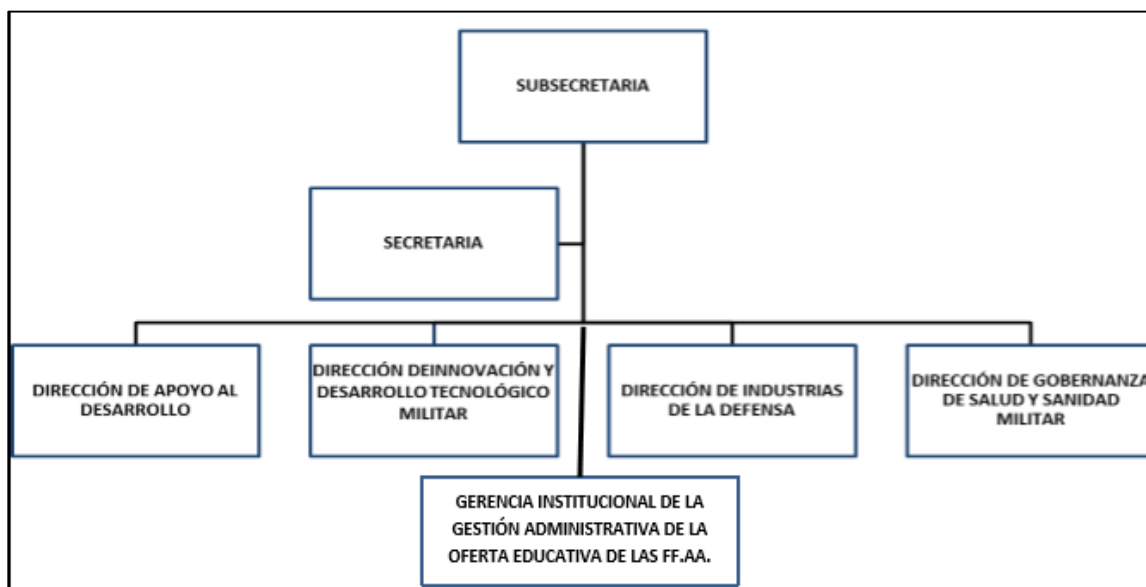 SUBSECRETARIA
SECRETARIA
DIRECCIÓN DE APOYO AL
DESARROLLO
DIRECCIÓN DEINNOVACIÓN Y
DESARROLLO TECNOLÓGICO
MILITAR
DIRECCIÓN DE INDUSTRIAS
DE LA DEFENSA
DIRECCIÓN DE GOBERNANZA
DE SALUD Y SANIDAD
MILITAR
GERENCIA INSTITUCIONAL DE LA
GESTIÓN ADMINISTRATIVA DE LA
OFERTA EDUCATIVA DE LAS FF.AA.